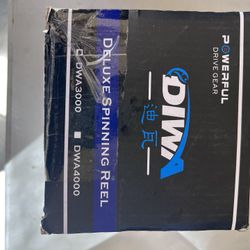 POWERFUL
DRIVE GEAR
DIWA
迪瓦
DELUXE SPINNING REEL
DWA3000
DWA4000